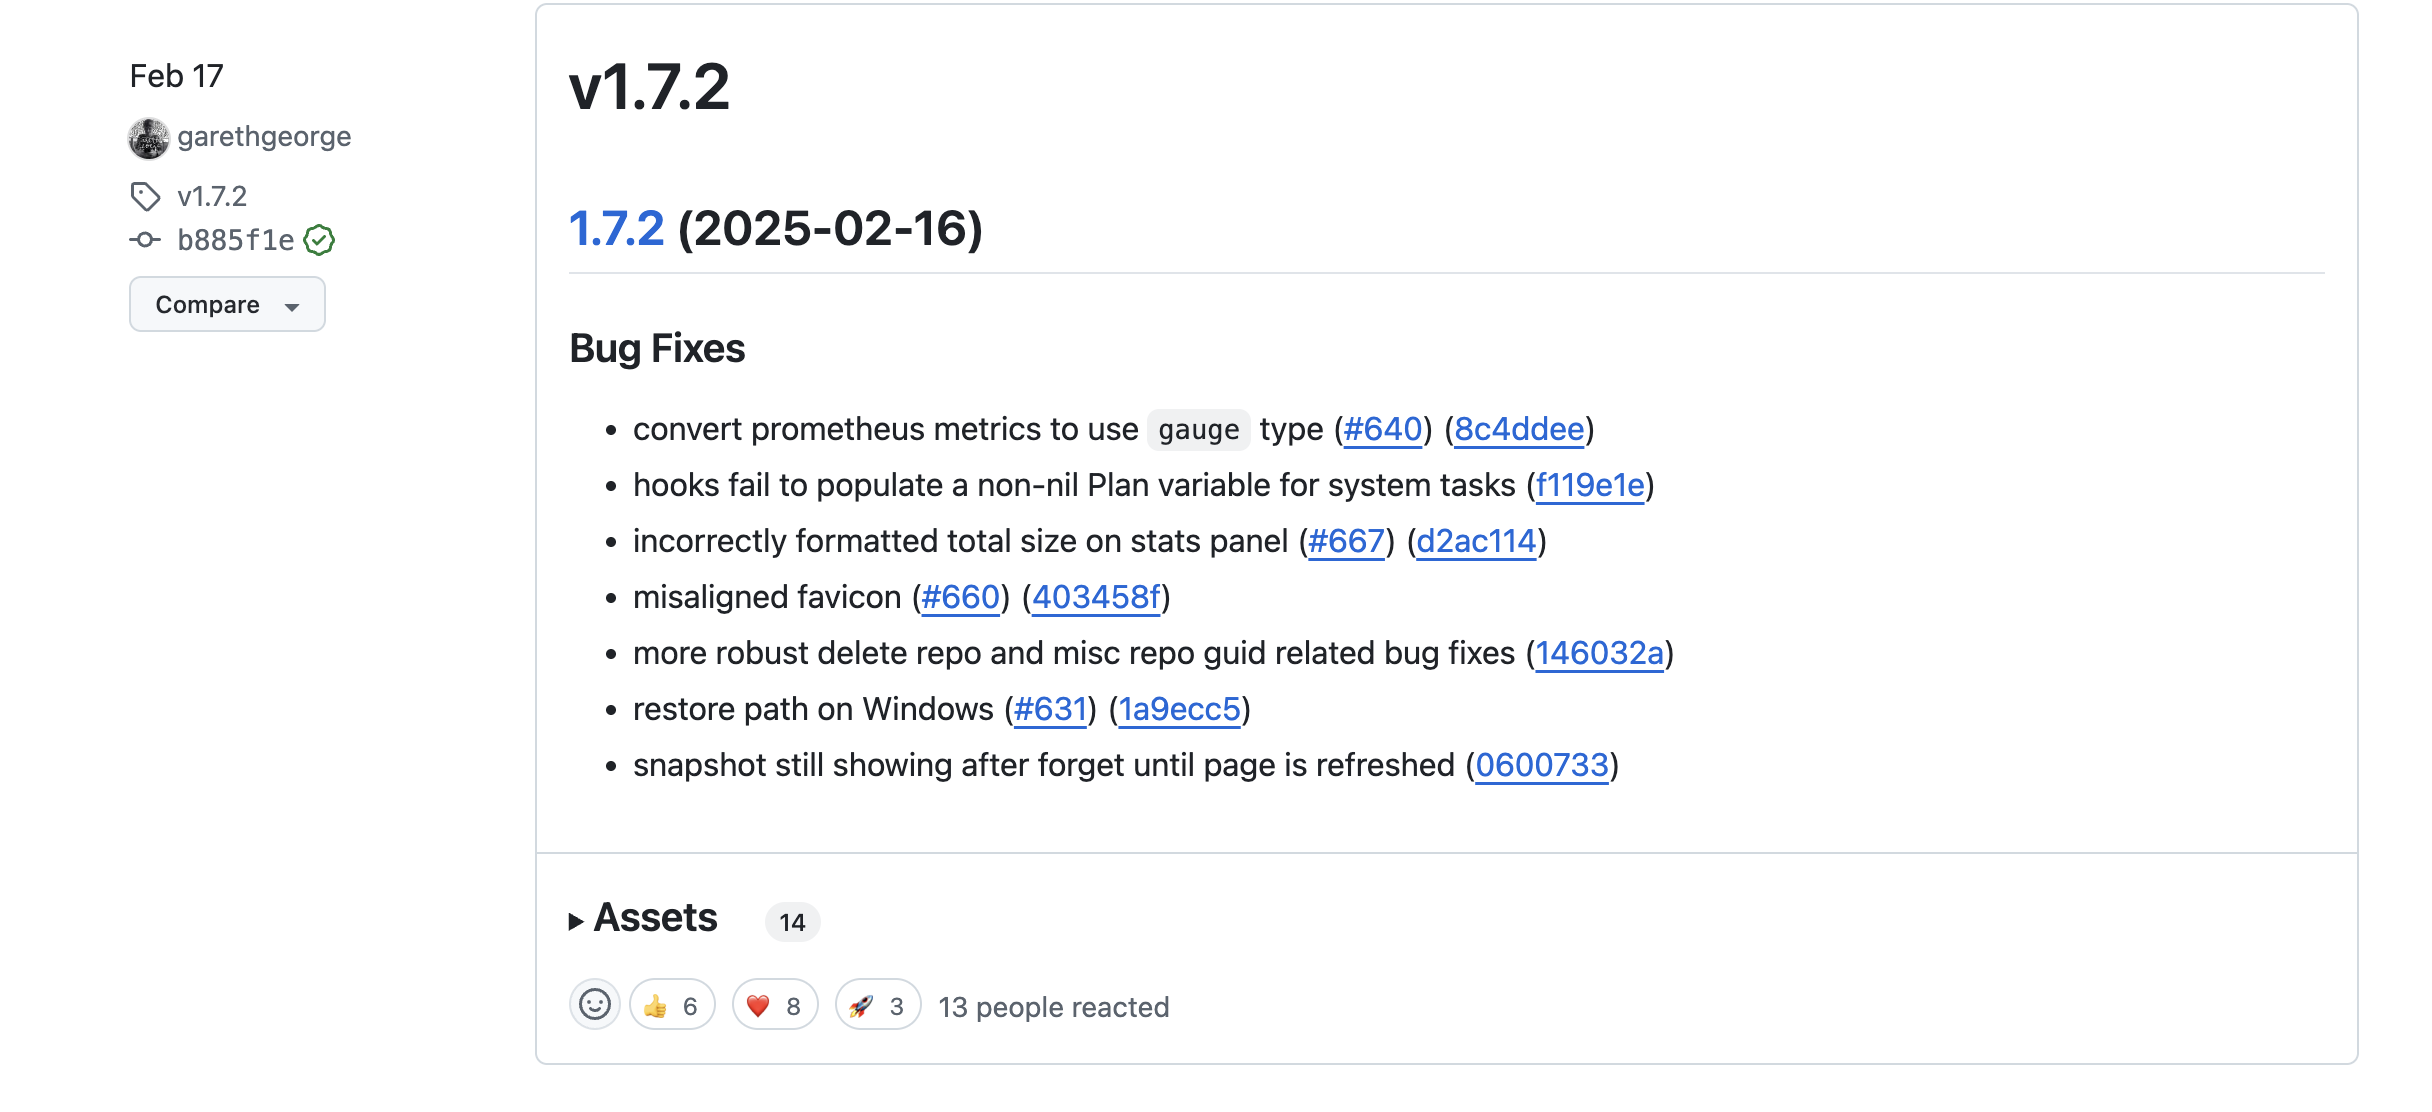 Feb 17
garethgeorge
v1.7.2
b885f1e
Compare
v1.7.2
1.7.2 (2025-02-16)
Bug Fixes
convert prometheus metrics to use gauge type (#640) (8c4ddee)
hooks fail to populate a non-nil Plan variable for system tasks (f119e1e)
incorrectly formatted total size on stats panel (#667) (d2ac114)
misaligned favicon (#660) (403458f)
more robust delete repo and misc repo guid related bug fixes (146032a)
restore path on Windows (#631) (1a9ecc5)
snapshot still showing after forget until page is refreshed (0600733)
Assets 14
👍 6 ❤️ 8 🚀 3 13 people reacted